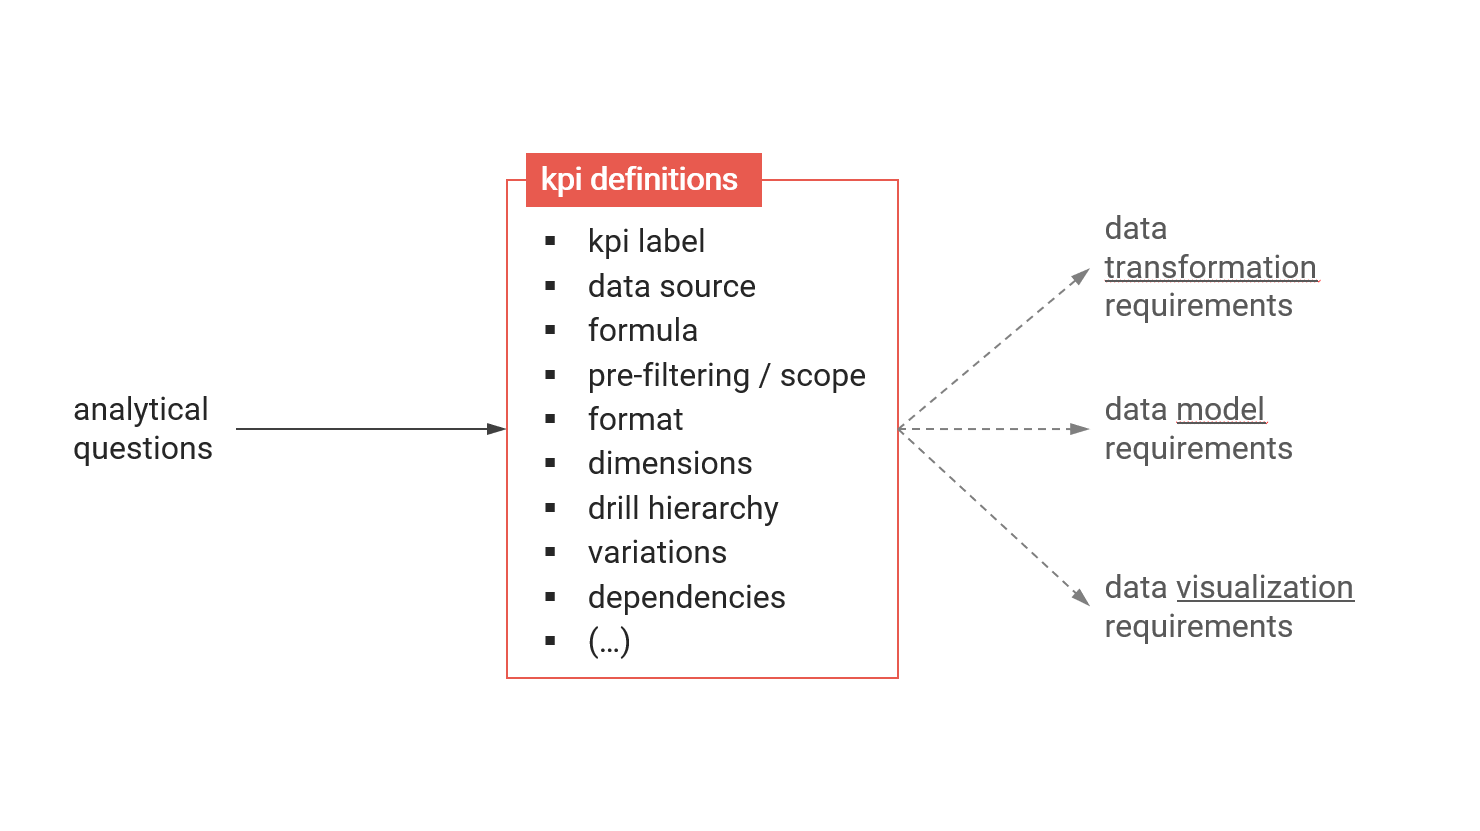 analytical
questions
kpi definitions
▪ kpi label
▪ data source
▪ formula
▪ pre-filtering / scope
▪ format
▪ dimensions
▪ drill hierarchy
▪ variations
▪ dependencies
▪ (...)
data
transformation
requirements
data model
requirements
data visualization
requirements